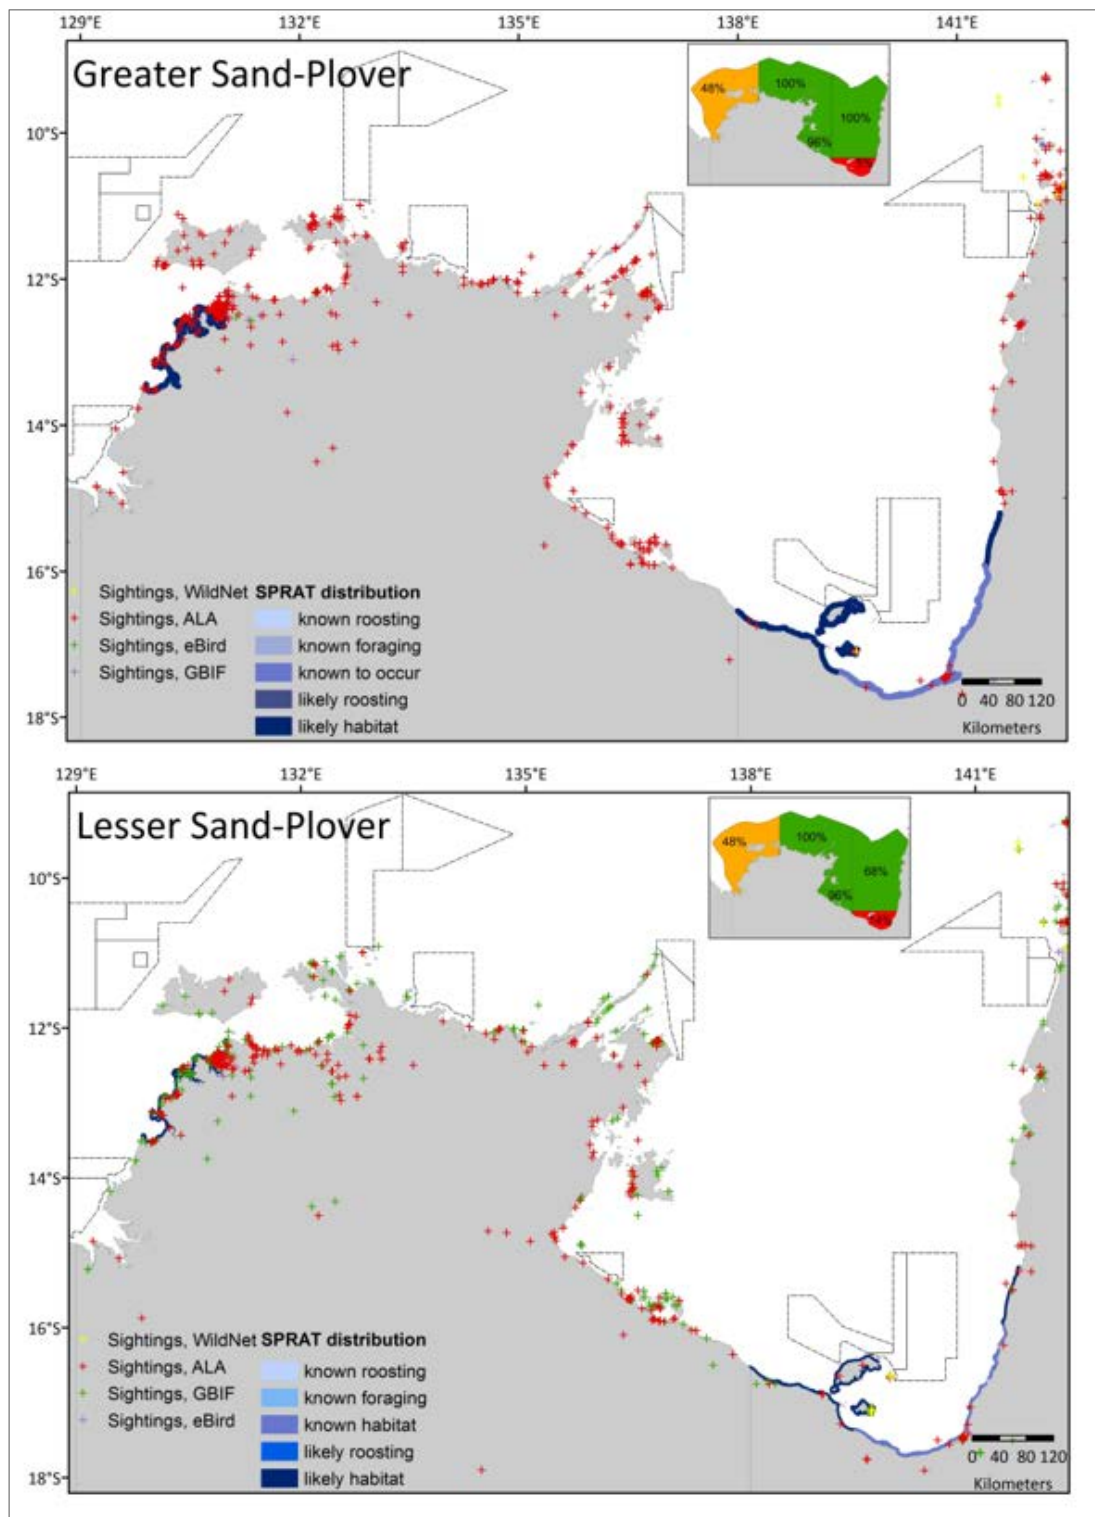 129°E 132°E 135°E 138°E 141°E
Greater Sand-Plover
48%
100%
100%
96%
10°S
12°S
14°S
16°S
18°S
Sightings, WildNet
Sightings, ALA
Sightings, eBird
Sightings, GBIF
SPRAT distribution
known roosting
known foraging
known to occur
likely roosting
likely habitat
0 40 80 120
Kilometers
129°E 132°E 135°E 138°E 141°E
Lesser Sand-Plover
48%
100%
68%
96%
10°S
12°S
14°S
16°S
18°S
Sightings, WildNet
Sightings, ALA
Sightings, GBIF
Sightings, eBird
SPRAT distribution
known roosting
known foraging
known habitat
likely roosting
likely habitat
0 40 80 120
Kilometers